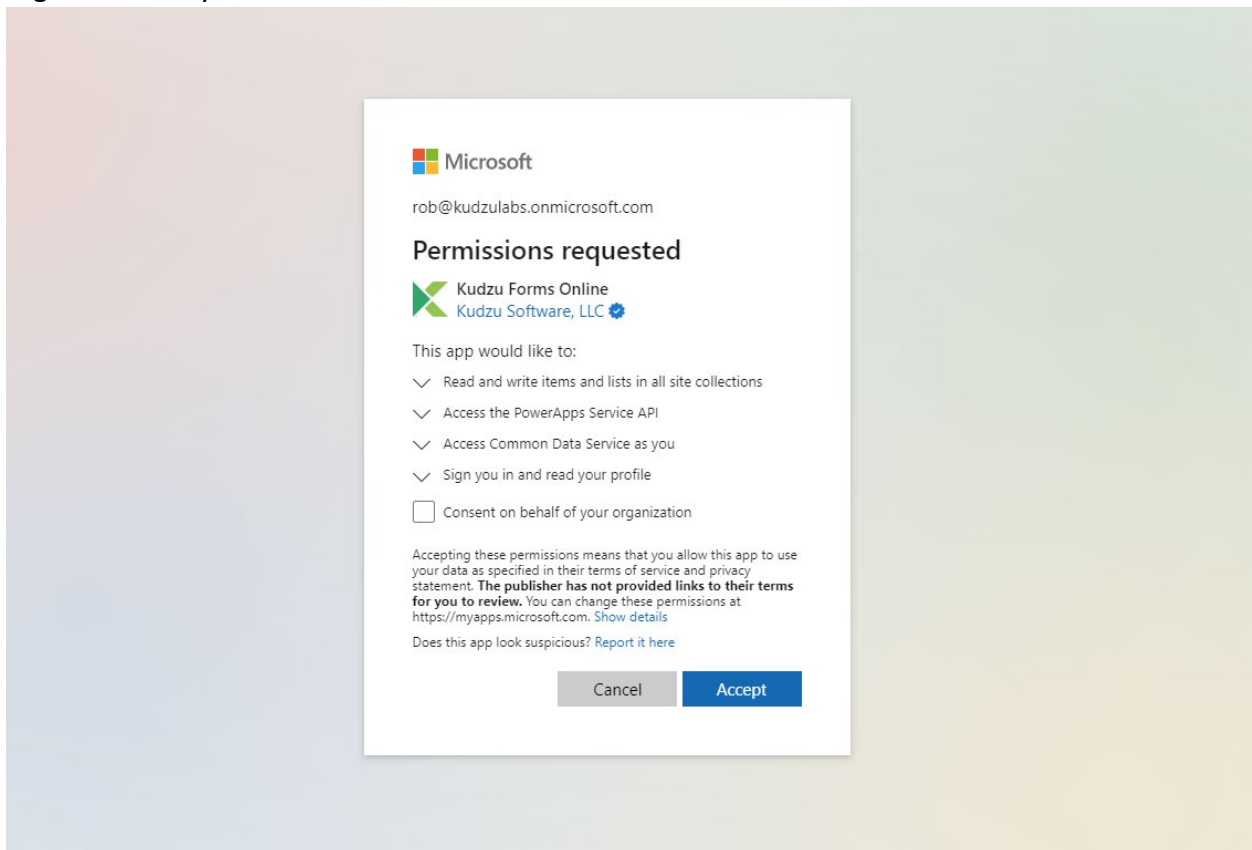 Microsoft
rob@kudzulabs.onmicrosoft.com
Permissions requested
Kudzu Forms Online
Kudzu Software, LLC
This app would like to:
Read and write items and lists in all site collections
Access the PowerApps Service API
Access Common Data Service as you
Sign you in and read your profile
Consent on behalf of your organization
Accepting these permissions means that you allow this app to use
your data as specified in their terms of service and privacy
statement. The publisher has not provided links to their terms
for you to review. You can change these permissions at
https://myapps.microsoft.com. Show details
Does this app look suspicious? Report it here
Cancel Accept